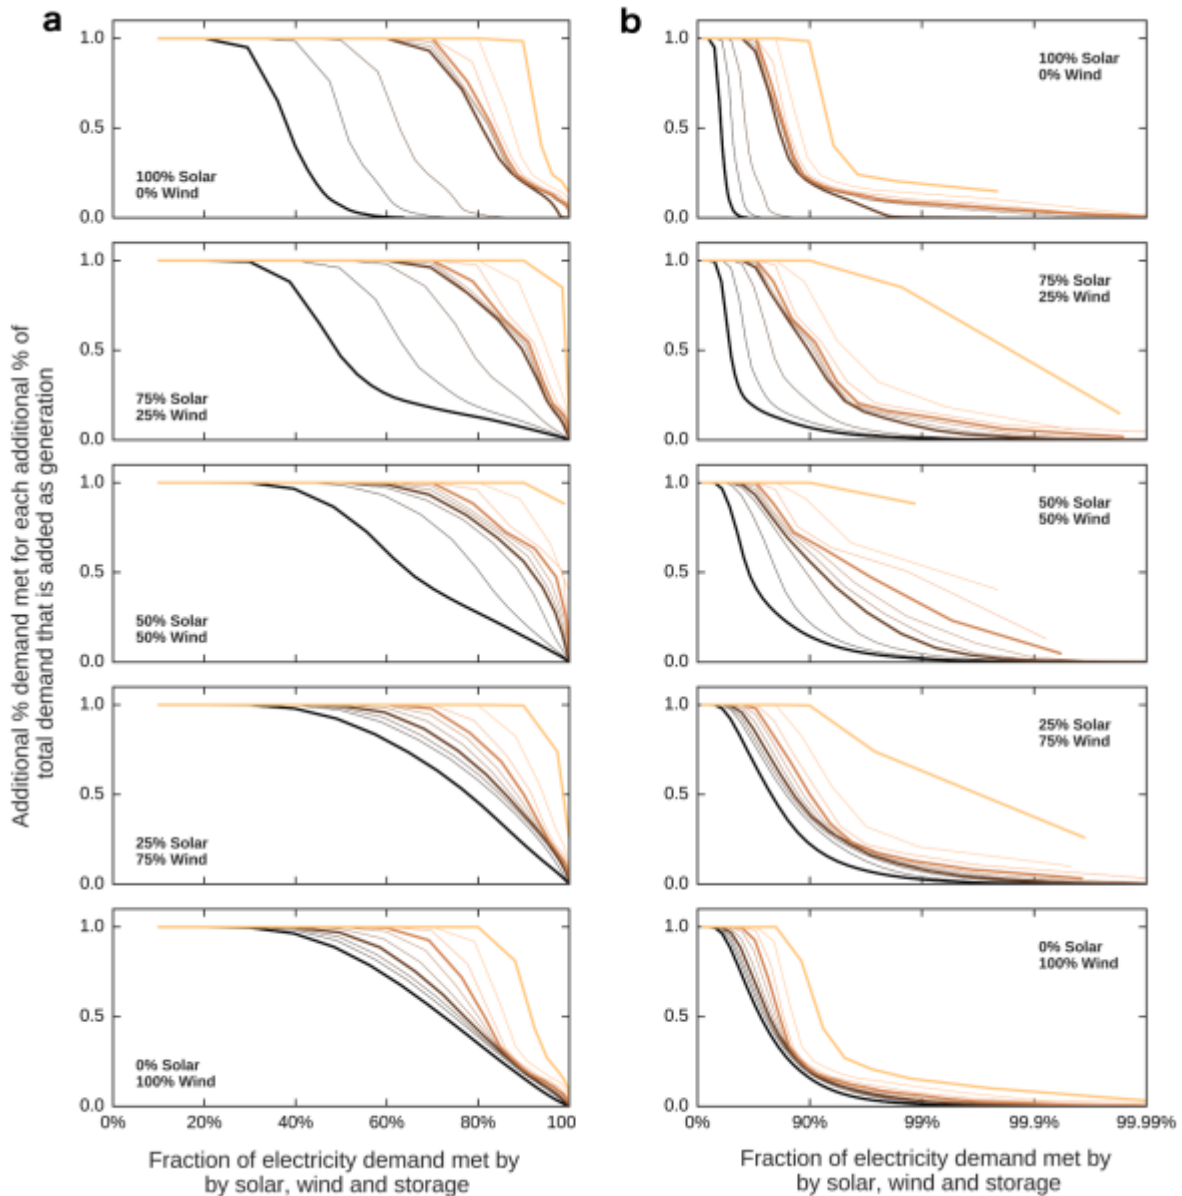 a
b
Additional % demand met for each additional % of
total demand that is added as generation
1.0
0.5
0.0
100% Solar
0% Wind
1.0
0.5
0.0
100% Solar
0% Wind
1.0
0.5
0.0
75% Solar
25% Wind
1.0
0.5
0.0
75% Solar
25% Wind
1.0
0.5
0.0
50% Solar
50% Wind
1.0
0.5
0.0
50% Solar
50% Wind
1.0
0.5
0.0
25% Solar
75% Wind
1.0
0.5
0.0
25% Solar
75% Wind
1.0
0.5
0.0
0% Solar
100% Wind
1.0
0.5
0.0
0% Solar
100% Wind
0% 20% 40% 60% 80% 100
0% 90% 99% 99.9% 99.99%
Fraction of electricity demand met by
by solar, wind and storage
Fraction of electricity demand met by
by solar, wind and storage